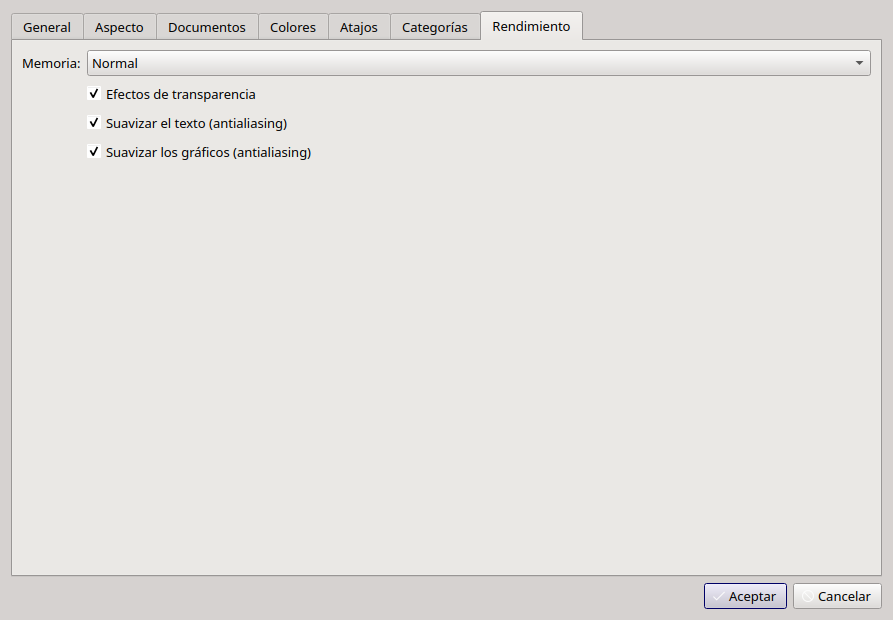 General Aspecto Documentos Colores Atajos Categorías Rendimiento
Memoria: Normal
Efectos de transparencia
Suavizar el texto (antialiasing)
Suavizar los gráficos (antialiasing)
Aceptar Cancelar